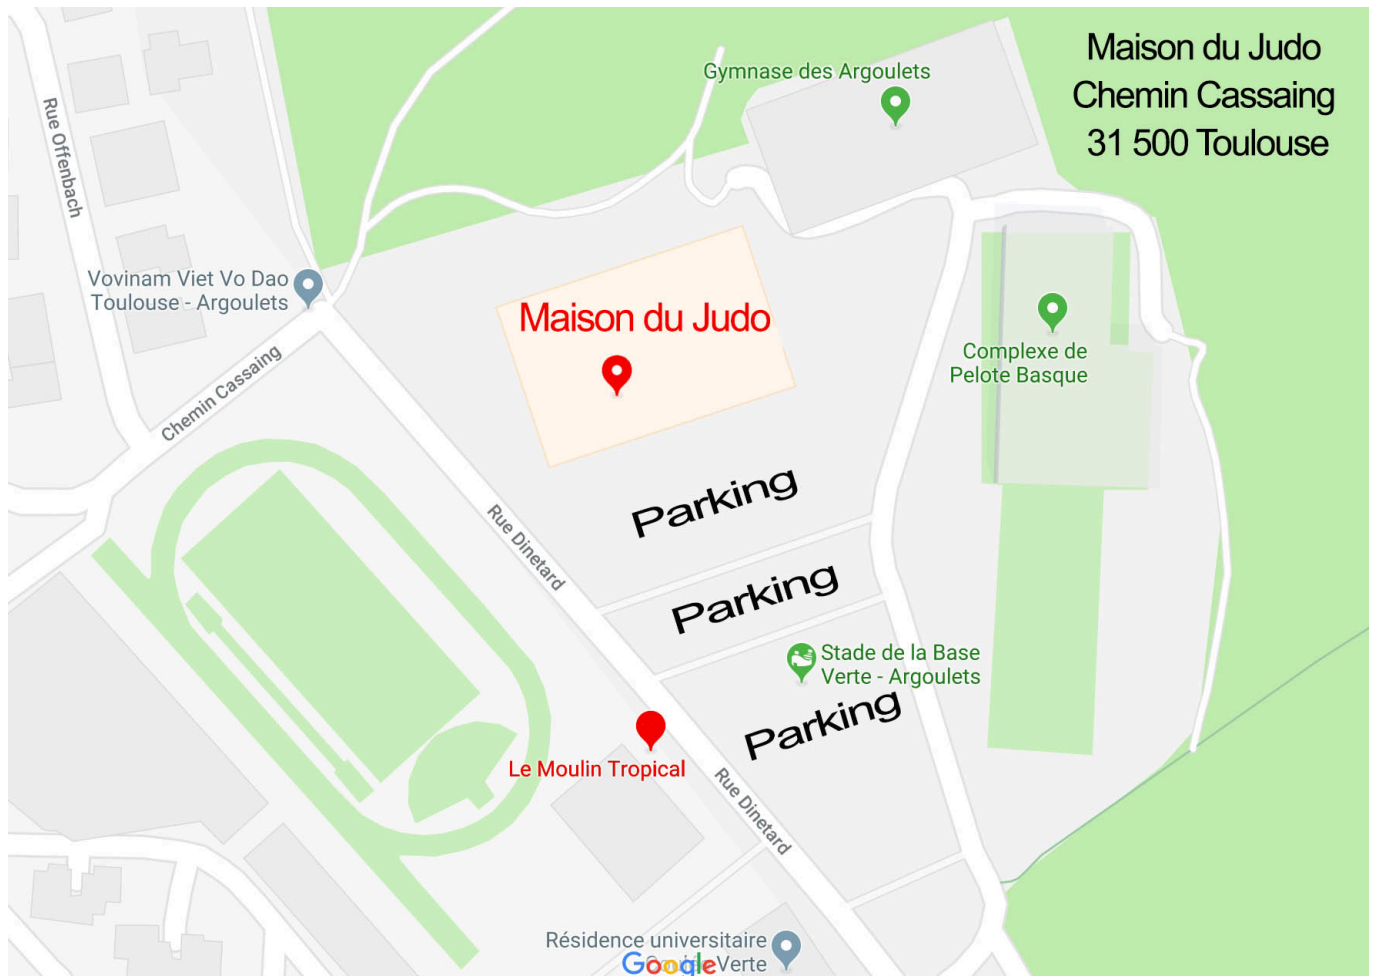 Maison du Judo
Chemin Cassaing
31 500 Toulouse
Gymnase des Argoulets
Rue Offenbach
Vovinam Viet Vo Dao
Toulouse - Argoulets
Maison du Judo
Complexe de
Pelote Basque
Chemin Cassaing
Parking
Rue Dinetard
Parking
Stade de la Base
Verte - Argoulets
Parking
Le Moulin Tropical
Rue Dinetard
Résidence universitaire
Verte
Google